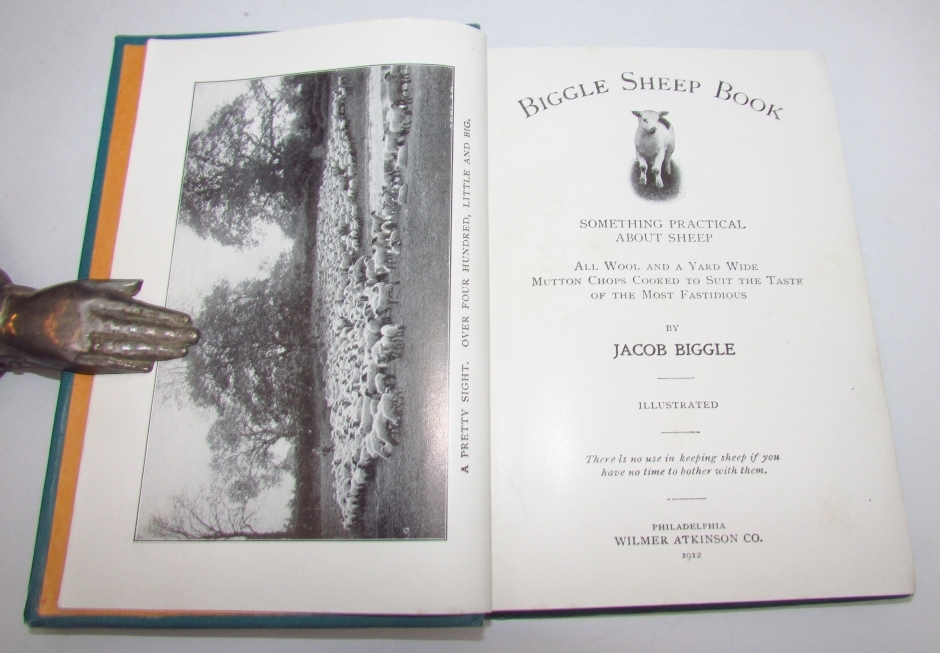 A PRETTY SIGHT. OVER FOUR HUNDRED, LITTLE AND BIG.
BIGGLE SHEEP BOOK
SOMETHING PRACTICAL
ABOUT SHEEP
ALL WOOL AND A YARD WIDE
MUTTON CHOPS COOKED TO SUIT THE TASTE
OF THE MOST FASTIDIOUS
BY
JACOB BIGGLE
ILLUSTRATED
There is no use in keeping sheep if you
have no time to bother with them.
PHILADELPHIA
WILMER ATKINSON CO.
1912